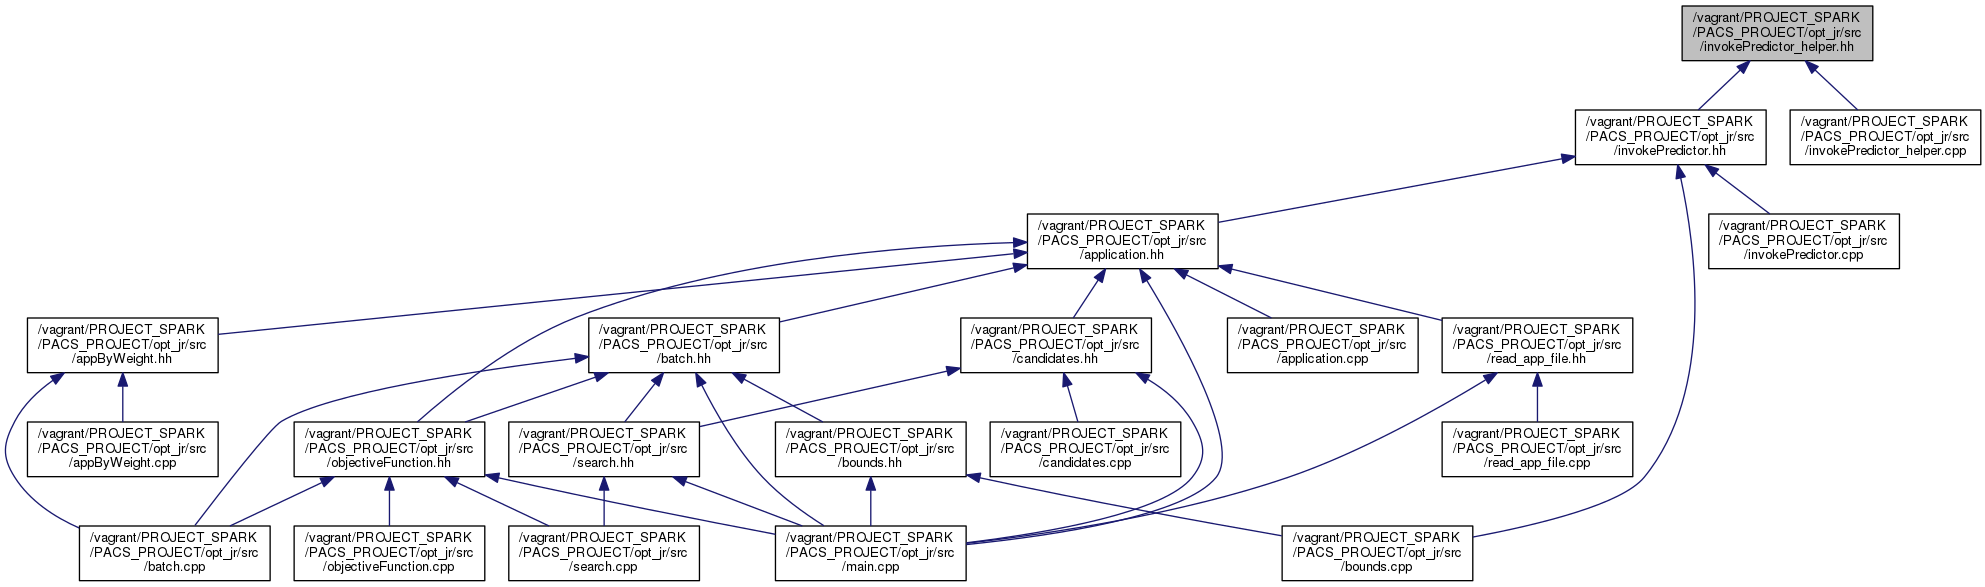 /vagrant/PROJECT_SPARK
/PACS_PROJECT/opt_jr/src
/invokePredictor_helper.hh
/vagrant/PROJECT_SPARK
/PACS_PROJECT/opt_jr/src
/invokePredictor.hh
/vagrant/PROJECT_SPARK
/PACS_PROJECT/opt_jr/src
/invokePredictor_helper.cpp
/vagrant/PROJECT_SPARK
/PACS_PROJECT/opt_jr/src
/application.hh
/vagrant/PROJECT_SPARK
/PACS_PROJECT/opt_jr/src
/invokePredictor.cpp
/vagrant/PROJECT_SPARK
/PACS_PROJECT/opt_jr/src
/appByWeight.hh
/vagrant/PROJECT_SPARK
/PACS_PROJECT/opt_jr/src
/batch.hh
/vagrant/PROJECT_SPARK
/PACS_PROJECT/opt_jr/src
/candidates.hh
/vagrant/PROJECT_SPARK
/PACS_PROJECT/opt_jr/src
/application.cpp
/vagrant/PROJECT_SPARK
/PACS_PROJECT/opt_jr/src
/read_app_file.hh
/vagrant/PROJECT_SPARK
/PACS_PROJECT/opt_jr/src
/appByWeight.cpp
/vagrant/PROJECT_SPARK
/PACS_PROJECT/opt_jr/src
/objectiveFunction.hh
/vagrant/PROJECT_SPARK
/PACS_PROJECT/opt_jr/src
/search.hh
/vagrant/PROJECT_SPARK
/PACS_PROJECT/opt_jr/src
/bounds.hh
/vagrant/PROJECT_SPARK
/PACS_PROJECT/opt_jr/src
/candidates.cpp
/vagrant/PROJECT_SPARK
/PACS_PROJECT/opt_jr/src
/read_app_file.cpp
/vagrant/PROJECT_SPARK
/PACS_PROJECT/opt_jr/src
/batch.cpp
/vagrant/PROJECT_SPARK
/PACS_PROJECT/opt_jr/src
/objectiveFunction.cpp
/vagrant/PROJECT_SPARK
/PACS_PROJECT/opt_jr/src
/search.cpp
/vagrant/PROJECT_SPARK
/PACS_PROJECT/opt_jr/src
/main.cpp
/vagrant/PROJECT_SPARK
/PACS_PROJECT/opt_jr/src
/bounds.cpp